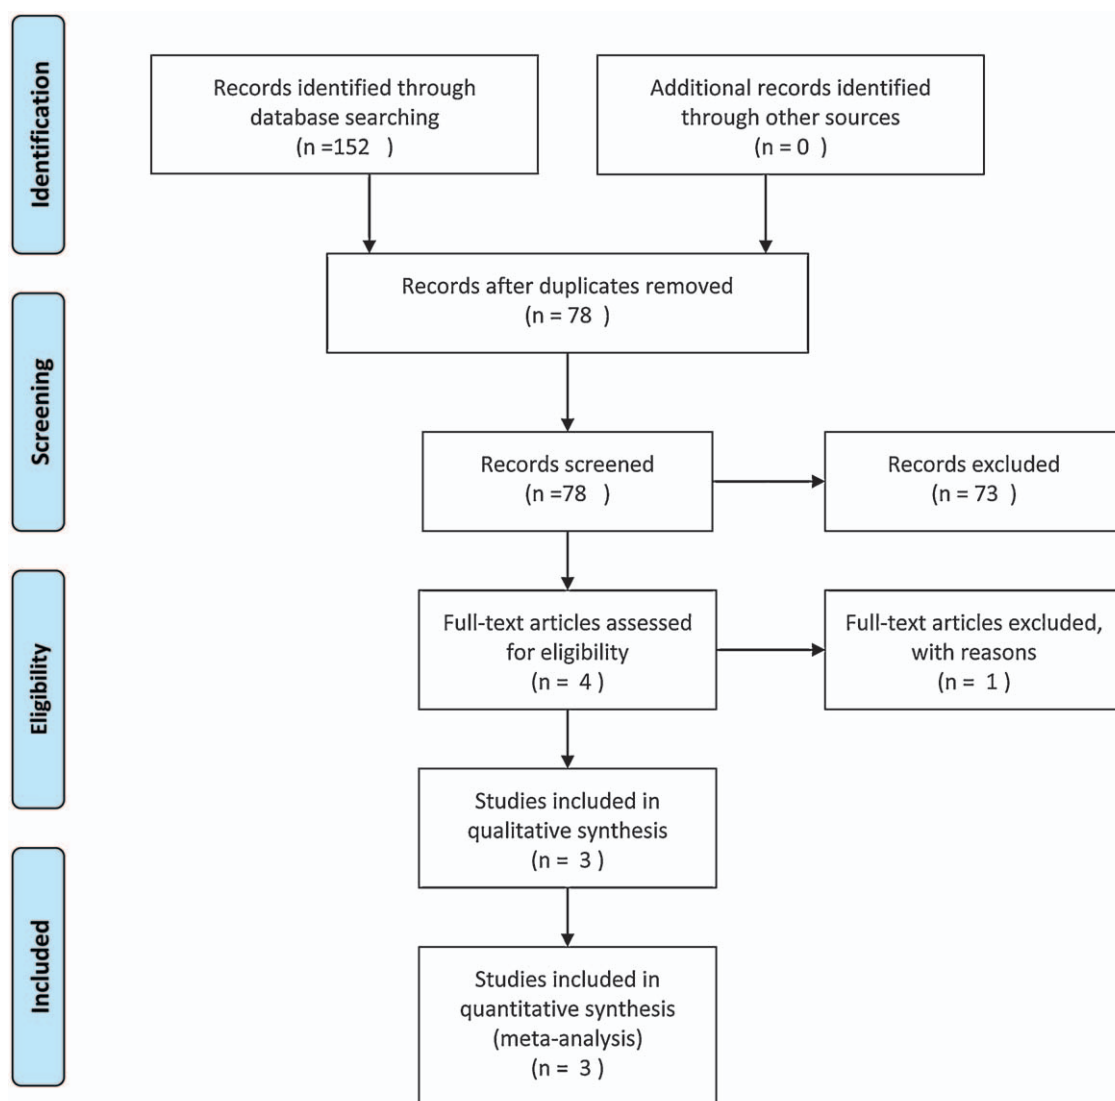 Identification
Records identified through
database searching
(n =152   )
Additional records identified
through other sources
(n = 0  )
Records after duplicates removed
(n = 78  )
Screening
Records screened
(n =78   )
Records excluded
(n = 73  )
Eligibility
Full-text articles assessed
for eligibility
(n =  4 )
Full-text articles excluded,
with reasons
(n =  1 )
Studies included in
qualitative synthesis
(n =  3 )
Included
Studies included in
quantitative synthesis
(meta-analysis)
(n =  3 )